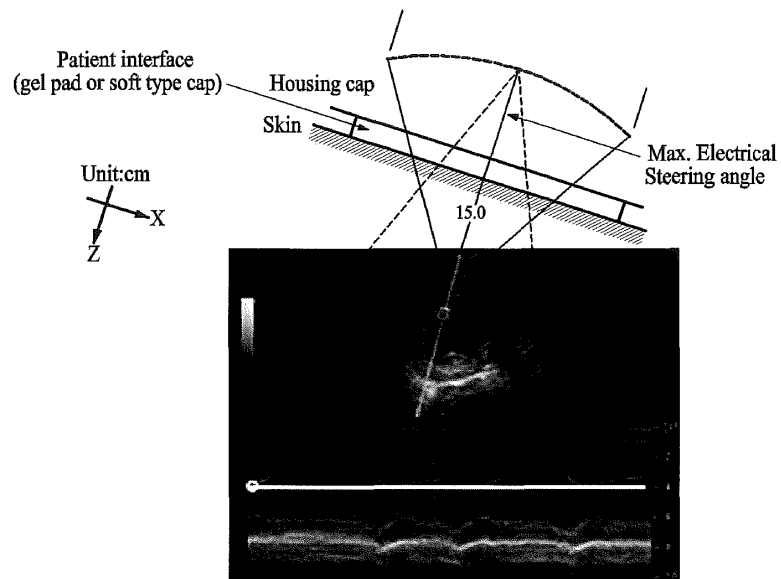 Patient interface
(gel pad or soft type cap)
Housing cap
Skin
Max. Electrical
Steering angle
Unit:cm
X
Z
15.0